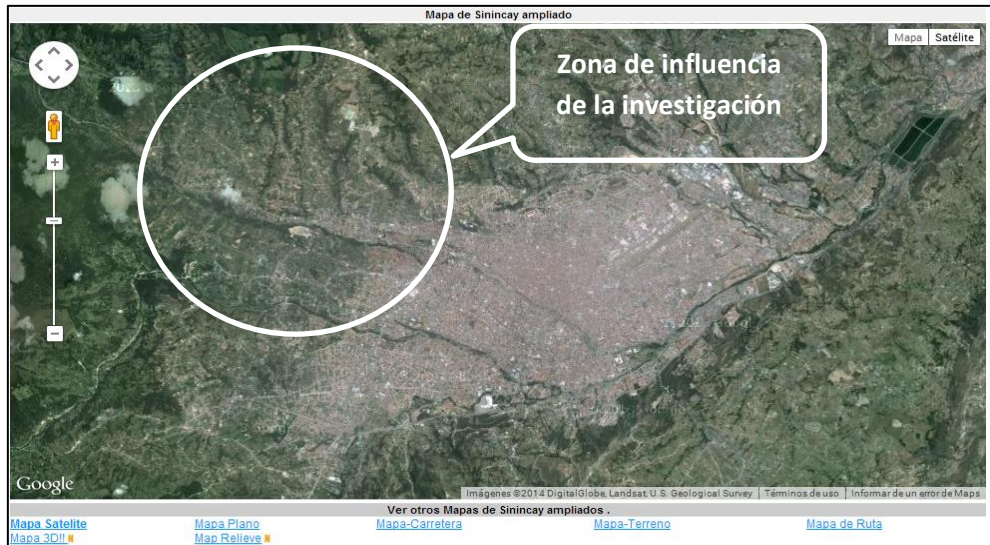 Mapa de Sinincay ampliado
Mapa Satélite
Zona de influencia
de la investigación
Google
Imágenes ©2014 DigitalGlobe, Landsat, U.S. Geological Survey Términos de uso Informar de un error de Maps
Ver otros Mapas de Sinincay ampliados .
Mapa Satelite Mapa Plano Mapa-Carretera Mapa-Terreno Mapa de Ruta
Mapa 3D!! N Map Relieve N